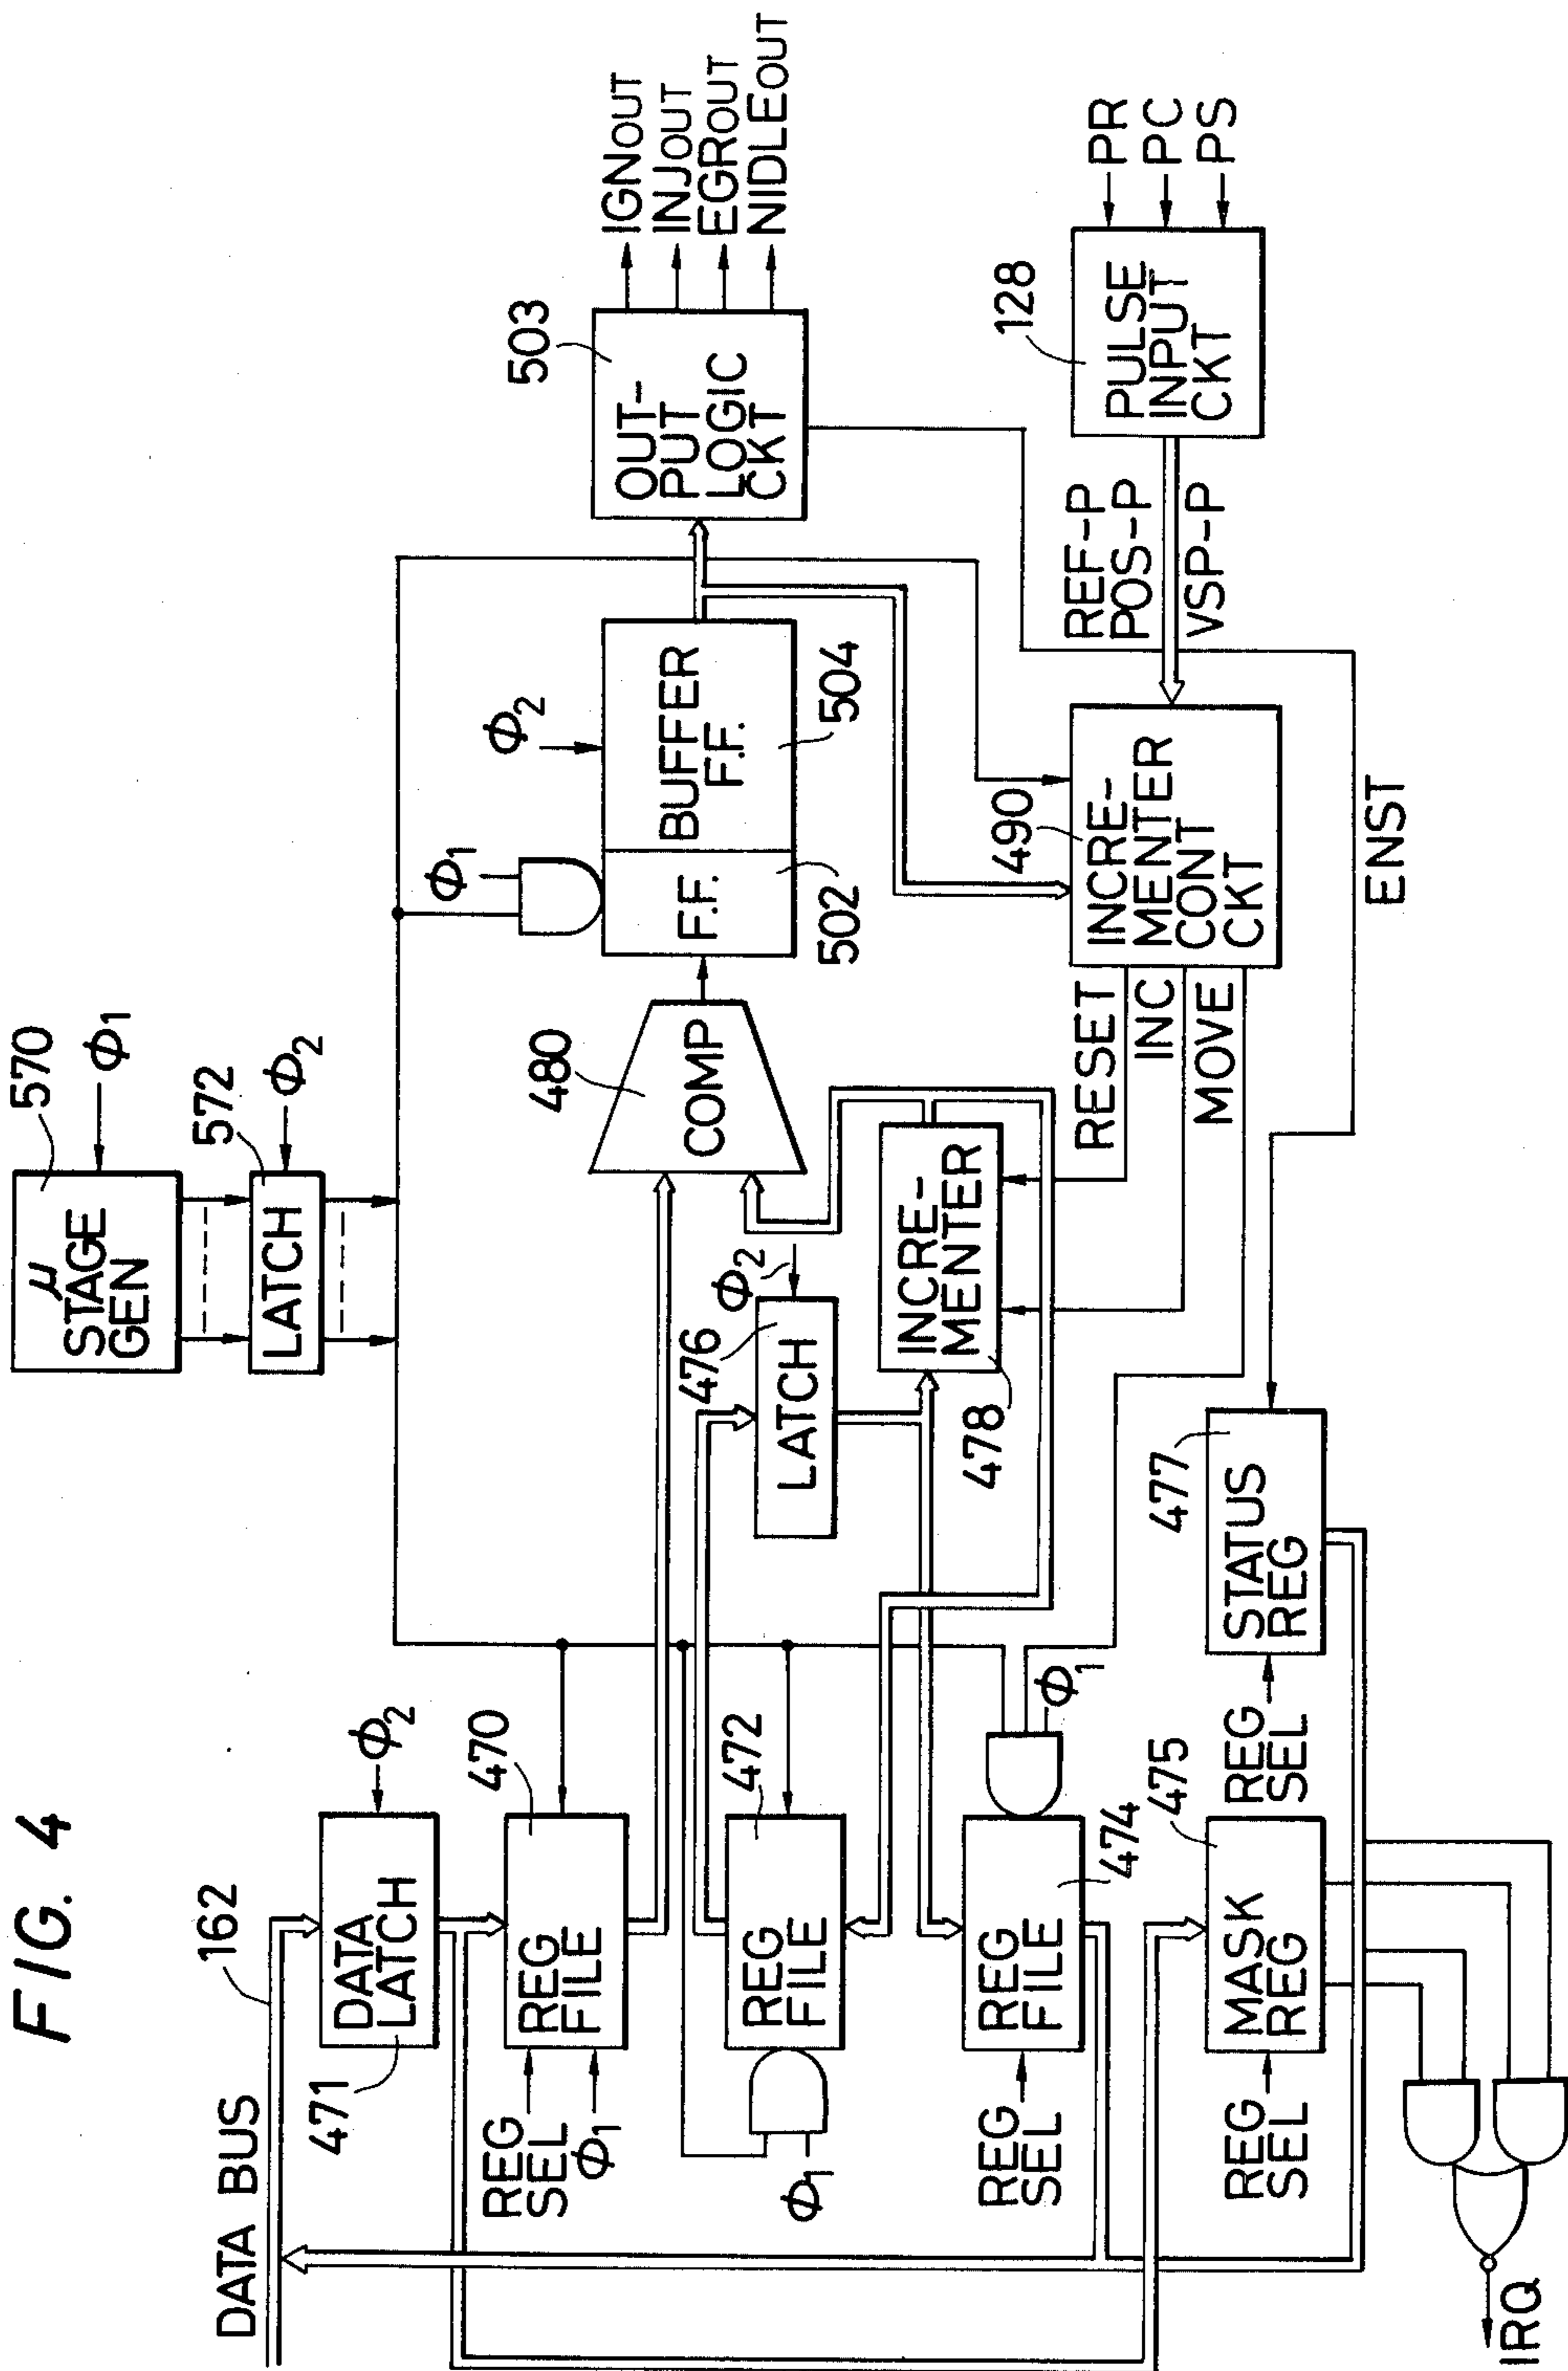 FIG. 4
DATA BUS
162
DATA
LATCH
471
Φ2
REG
FILE
470
REG
SEL
Φ1
REG
FILE
472
Φ1
REG
FILE
474
REG
SEL
Φ1
MASK
REG
475
REG
SEL
STATUS
REG
477
REG
SEL
IRQ
μ
STAGE
GEN
570
Φ1
LATCH
572
Φ2
LATCH
476
Φ2
INCRE-
MENTER
478
COMP
480
RESET
INC
MOVE
F.F.
502
Φ1
BUFFER
F.F.
504
Φ2
INCRE-
MENTER
CONT
CKT
490
ENST
OUT-
PUT
LOGIC
CKT
503
IGNOUT
INJOUT
EGROUT
NIDLEOUT
REF-P
POS-P
VSP-P
PULSE
INPUT
CKT
128
PR
PC
PS